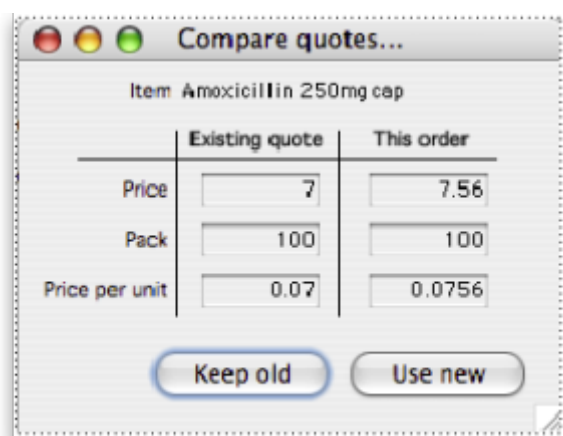 Compare quotes...
Item Amoxicillin 250mg cap
Existing quote This order
Price 7 7.56
Pack 100 100
Price per unit 0.07 0.0756
Keep old Use new